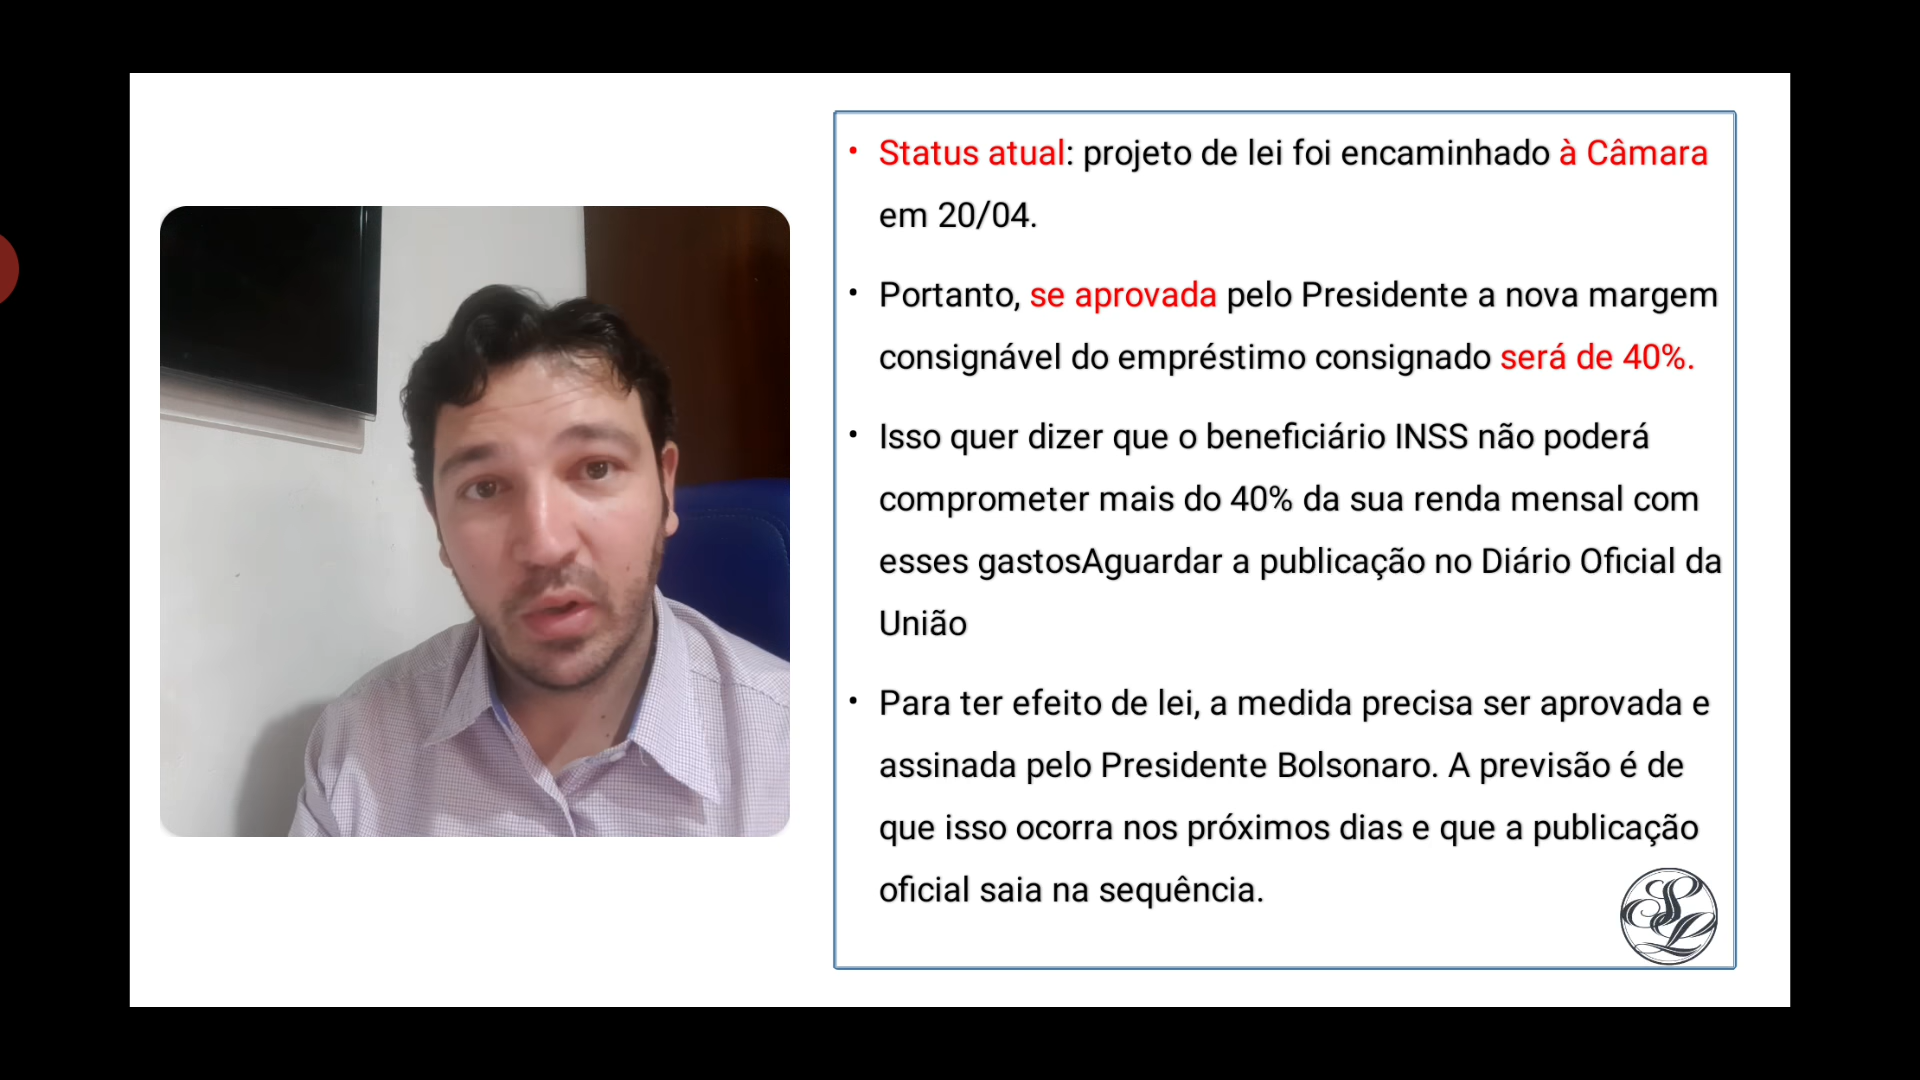 • Status atual: projeto de lei foi encaminhado à Câmara
em 20/04.
• Portanto, se aprovada pelo Presidente a nova margem
consignável do empréstimo consignado será de 40%.
• Isso quer dizer que o beneficiário INSS não poderá
comprometer mais do 40% da sua renda mensal com
esses gastosAguardar a publicação no Diário Oficial da
União
• Para ter efeito de lei, a medida precisa ser aprovada e
assinada pelo Presidente Bolsonaro. A previsão é de
que isso ocorra nos próximos dias e que a publicação
oficial saia na sequência.